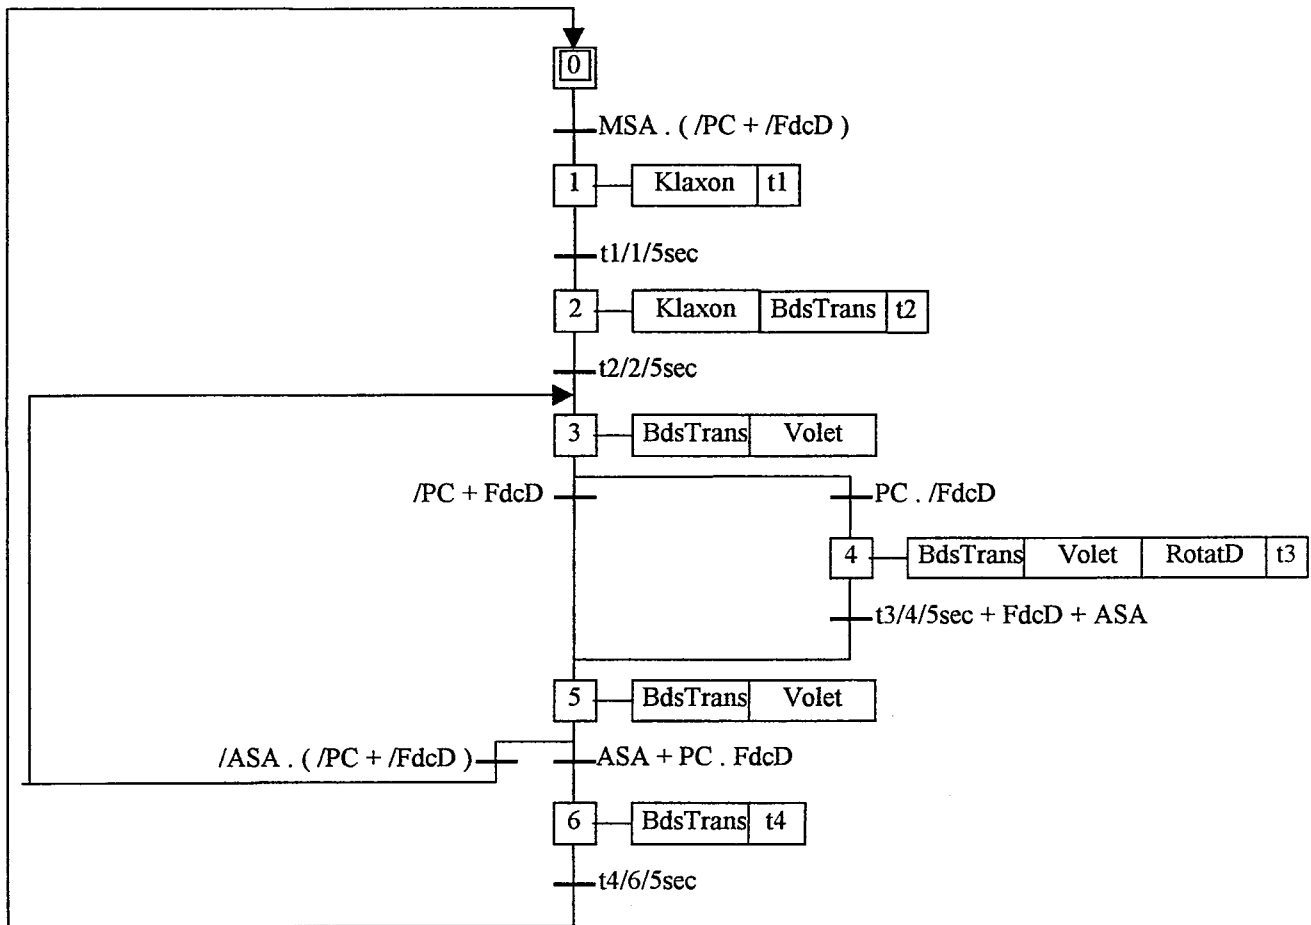 0
MSA . ( /PC + /FdcD )
1 Klaxon t1
t1/1/5sec
2 Klaxon BdsTrans t2
t2/2/5sec
3 BdsTrans Volet
/PC + FdcD PC . /FdcD
4 BdsTrans Volet RotatD t3
t3/4/5sec + FdcD + ASA
5 BdsTrans Volet
/ASA . ( /PC + /FdcD ) ASA + PC . FdcD
6 BdsTrans t4
t4/6/5sec